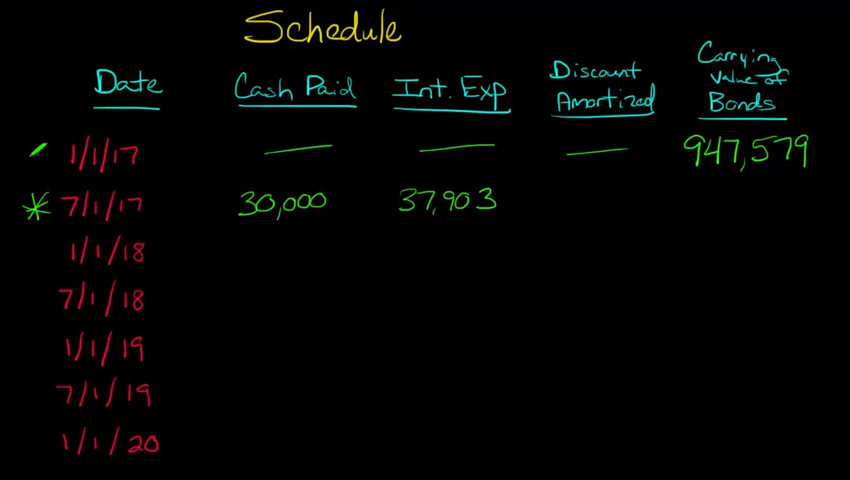 Schedule
Date Cash Paid Int. Exp Discount Amortized Carrying Value of Bonds
1/1/17 — — — 947,579
* 7/1/17 30,000 37,903
1/1/18
7/1/18
1/1/19
7/1/19
1/1/20